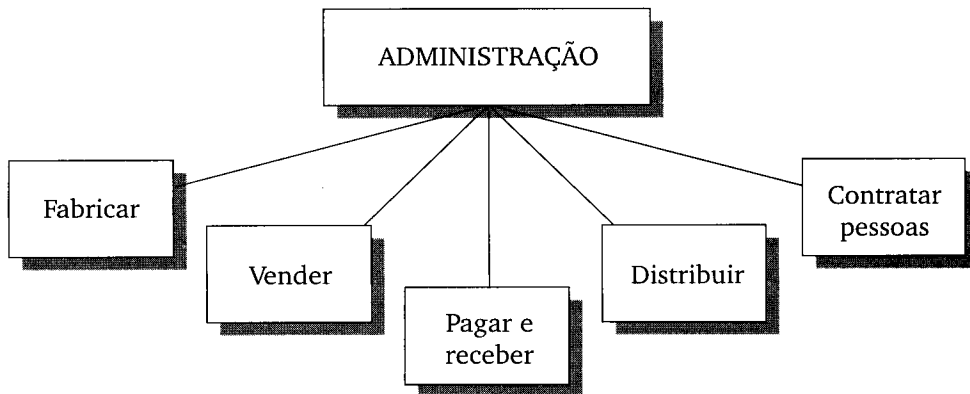 ADMINISTRAÇÃO
Fabricar
Vender
Pagar e
receber
Distribuir
Contratar
pessoas